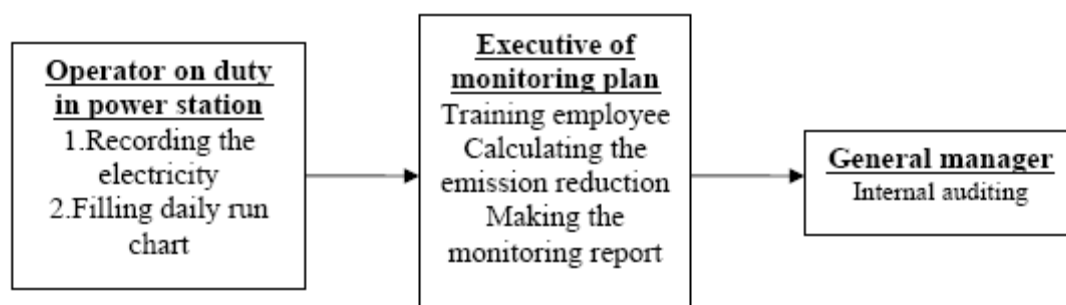 Operator on duty
in power station
1.Recording the
electricity
2.Filling daily run
chart
Executive of
monitoring plan
Training employee
Calculating the
emission reduction
Making the
monitoring report
General manager
Internal auditing